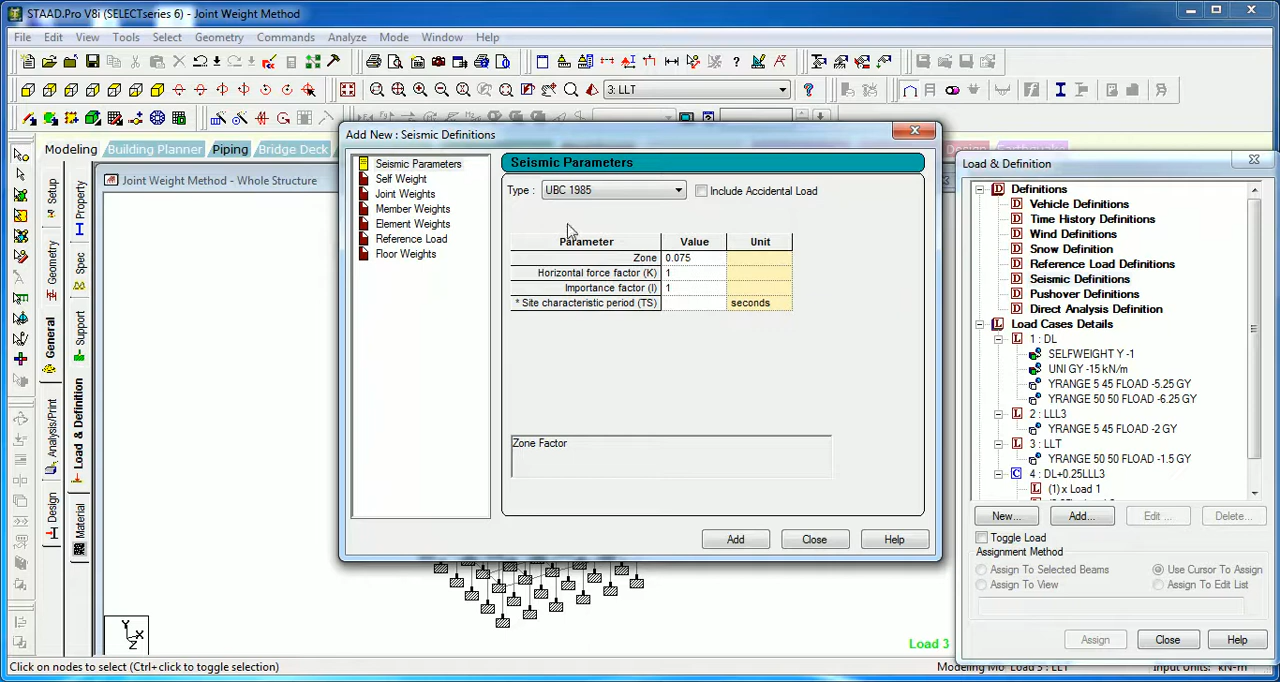 STAAD.Pro V8i (SELECTseries 6) - Joint Weight Method
File Edit View Tools Select Geometry Commands Analyze Mode Window Help
3: LLT
Modeling Building Planner Piping Bridge Deck
Joint Weight Method - Whole Structure
Setup
Geometry
General
Analysis/Print
Design
Property
Spec
Support
Load & Definition
Material
Add New : Seismic Definitions
Seismic Parameters
Self Weight
Joint Weights
Member Weights
Element Weights
Reference Load
Floor Weights
Seismic Parameters
Type : UBC 1985 Include Accidental Load
Parameter Value Unit
Zone 0.075
Horizontal force factor (K) 1
Importance factor (I) 1
* Site characteristic period (TS) seconds
Zone Factor
Add Close Help
Load & Definition
Definitions
Vehicle Definitions
Time History Definitions
Wind Definitions
Snow Definition
Reference Load Definitions
Seismic Definitions
Pushover Definitions
Direct Analysis Definition
Load Cases Details
1 : DL
SELFWEIGHT Y -1
UNI GY -15 kN/m
YRANGE 5 45 FLOAD -5.25 GY
YRANGE 50 50 FLOAD -6.25 GY
2 : LLL3
YRANGE 5 45 FLOAD -2 GY
3 : LLT
YRANGE 50 50 FLOAD -1.5 GY
4 : DL+0.25LLL3
(1) x Load 1
New... Add... Edit ... Delete...
Toggle Load
Assignment Method
Assign To Selected Beams Use Cursor To Assign
Assign To View Assign To Edit List
Assign Close Help
Y
X
Z
Load 3
Click on nodes to select (Ctrl+click to toggle selection)
Modeling Mo Load 3 : LLT Input Units: kN-m